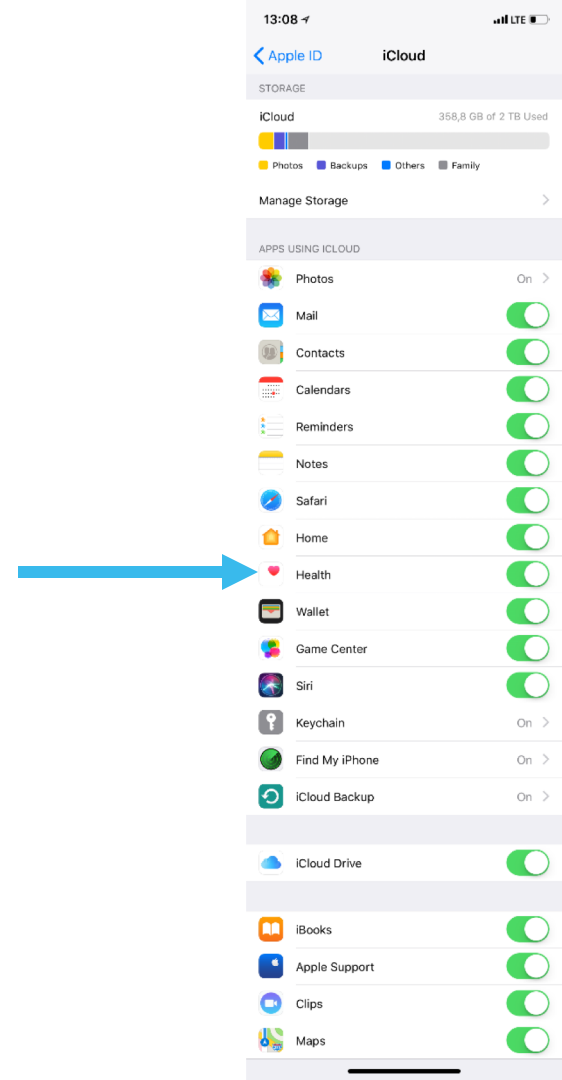 13:08 LTE
Apple ID iCloud
STORAGE
iCloud 358,8 GB of 2 TB Used
Photos Backups Others Family
Manage Storage
APPS USING ICLOUD
Photos On
Mail
Contacts
Calendars
Reminders
Notes
Safari
Home
Health
Wallet
Game Center
Siri
Keychain On
Find My iPhone On
iCloud Backup On
iCloud Drive
iBooks
Apple Support
Clips
Maps